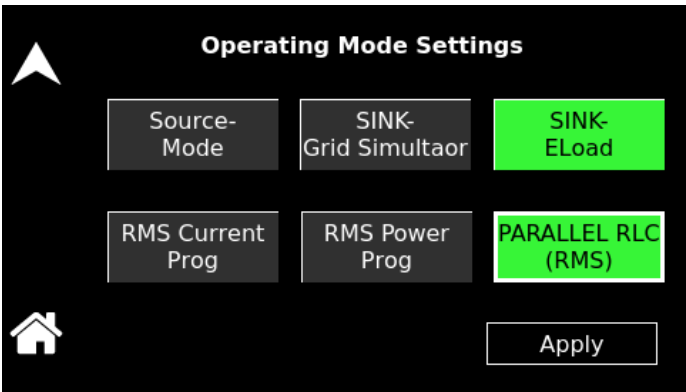 Operating Mode Settings
Source-
Mode
SINK-
Grid Simultaor
SINK-
ELoad
RMS Current
Prog
RMS Power
Prog
PARALLEL RLC
(RMS)
Apply